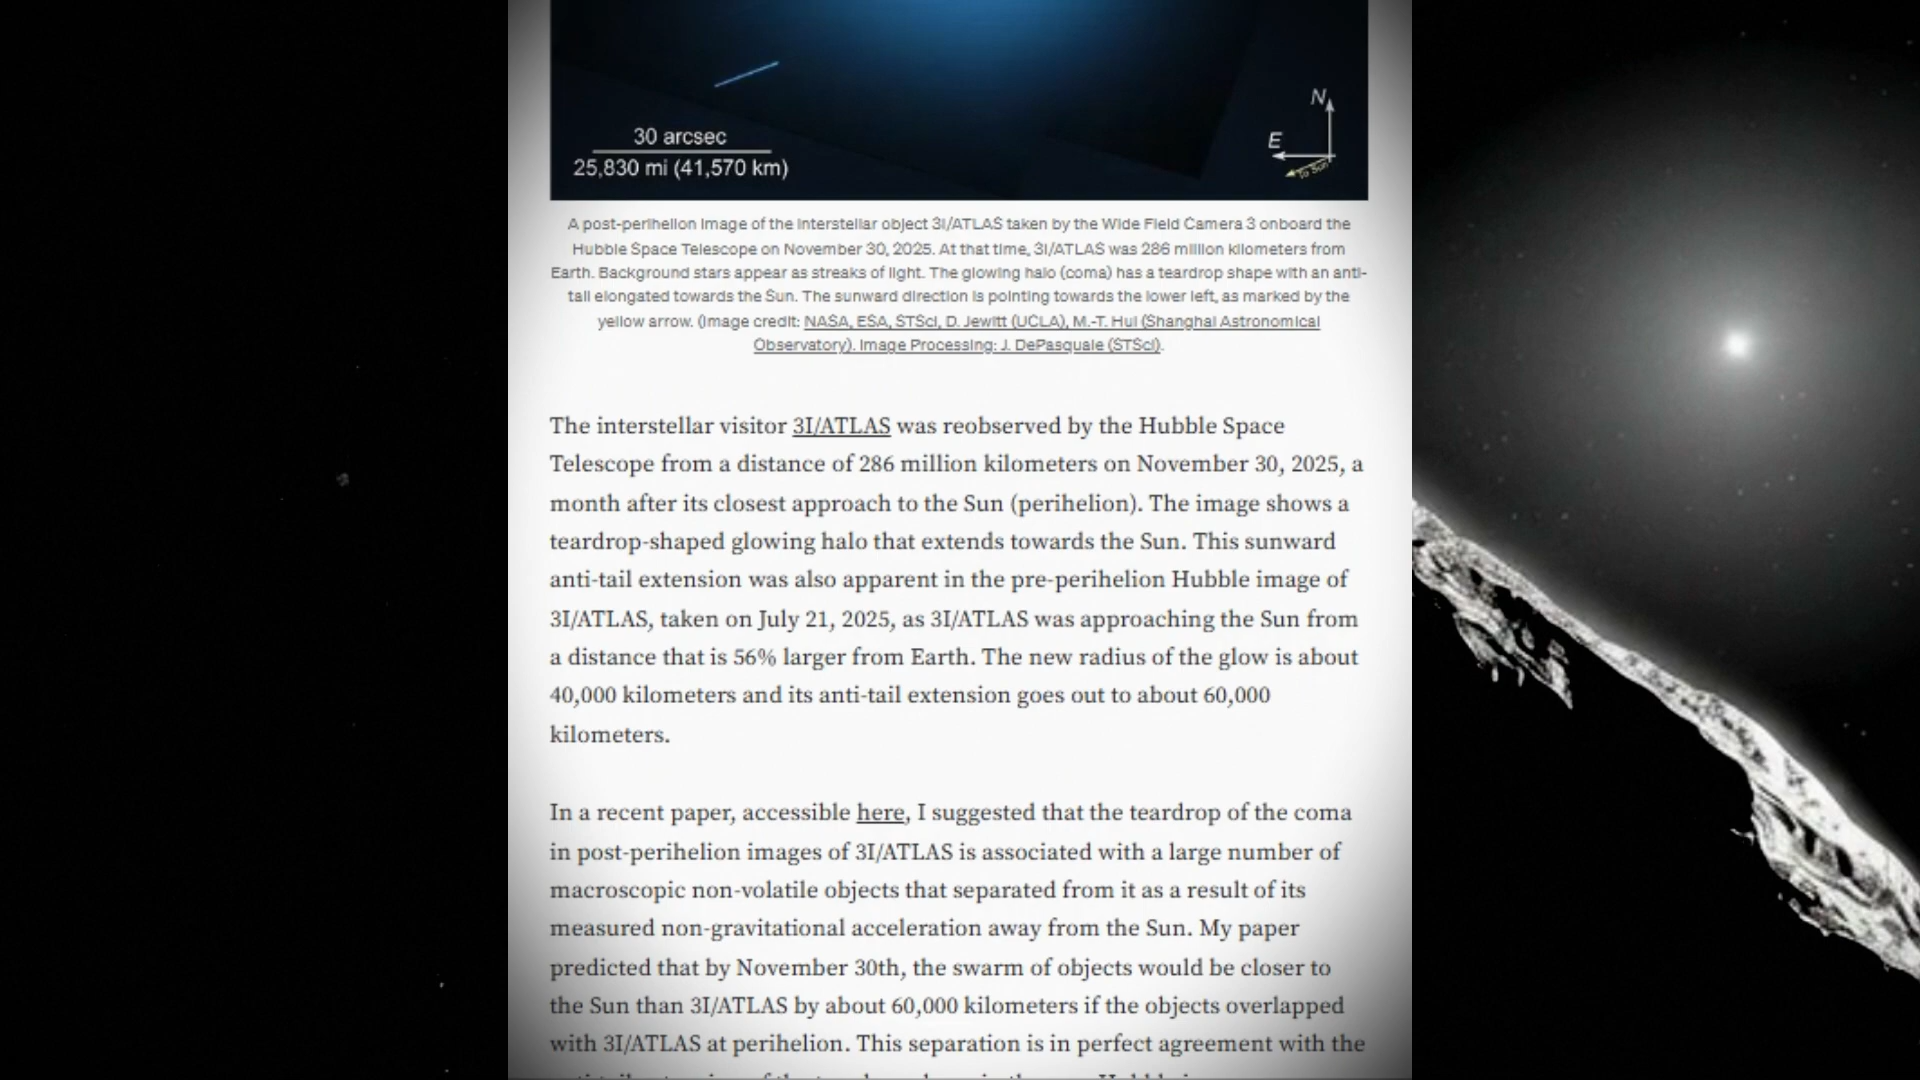 30 arcsec
25,830 mi (41,570 km)
N
E
To Sun
A post-perihelion image of the interstellar object 3I/ATLAS taken by the Wide Field Camera 3 onboard the
Hubble Space Telescope on November 30, 2025. At that time, 3I/ATLAS was 286 million kilometers from
Earth. Background stars appear as streaks of light. The glowing halo (coma) has a teardrop shape with an anti-
tail elongated towards the Sun. The sunward direction is pointing towards the lower left, as marked by the
yellow arrow. (Image credit: NASA, ESA, STScI, D. Jewitt (UCLA), M.-T. Hui (Shanghai Astronomical
Observatory). Image Processing: J. DePasquale (STScI).
The interstellar visitor 3I/ATLAS was reobserved by the Hubble Space
Telescope from a distance of 286 million kilometers on November 30, 2025, a
month after its closest approach to the Sun (perihelion). The image shows a
teardrop-shaped glowing halo that extends towards the Sun. This sunward
anti-tail extension was also apparent in the pre-perihelion Hubble image of
3I/ATLAS, taken on July 21, 2025, as 3I/ATLAS was approaching the Sun from
a distance that is 56% larger from Earth. The new radius of the glow is about
40,000 kilometers and its anti-tail extension goes out to about 60,000
kilometers.
In a recent paper, accessible here, I suggested that the teardrop of the coma
in post-perihelion images of 3I/ATLAS is associated with a large number of
macroscopic non-volatile objects that separated from it as a result of its
measured non-gravitational acceleration away from the Sun. My paper
predicted that by November 30th, the swarm of objects would be closer to
the Sun than 3I/ATLAS by about 60,000 kilometers if the objects overlapped
with 3I/ATLAS at perihelion. This separation is in perfect agreement with the